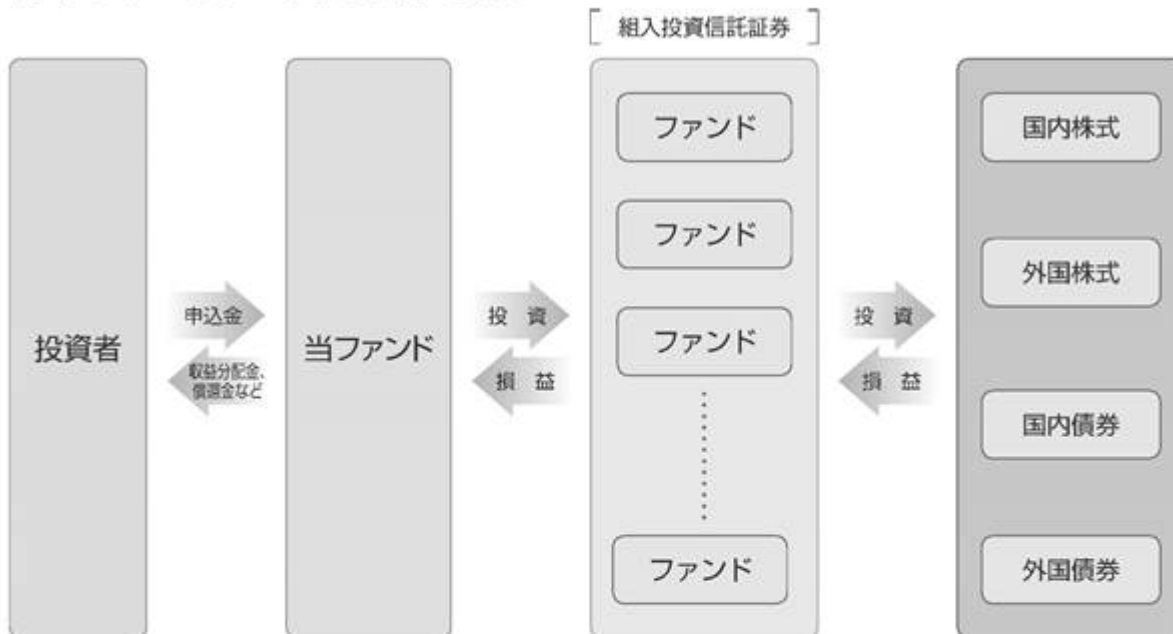 [組入投資信託証券]
投資者
申込金
収益分配金、
償還金など
当ファンド
投 資
損 益
ファンド
ファンド
ファンド
ファンド
投 資
損 益
国内株式
外国株式
国内債券
外国債券